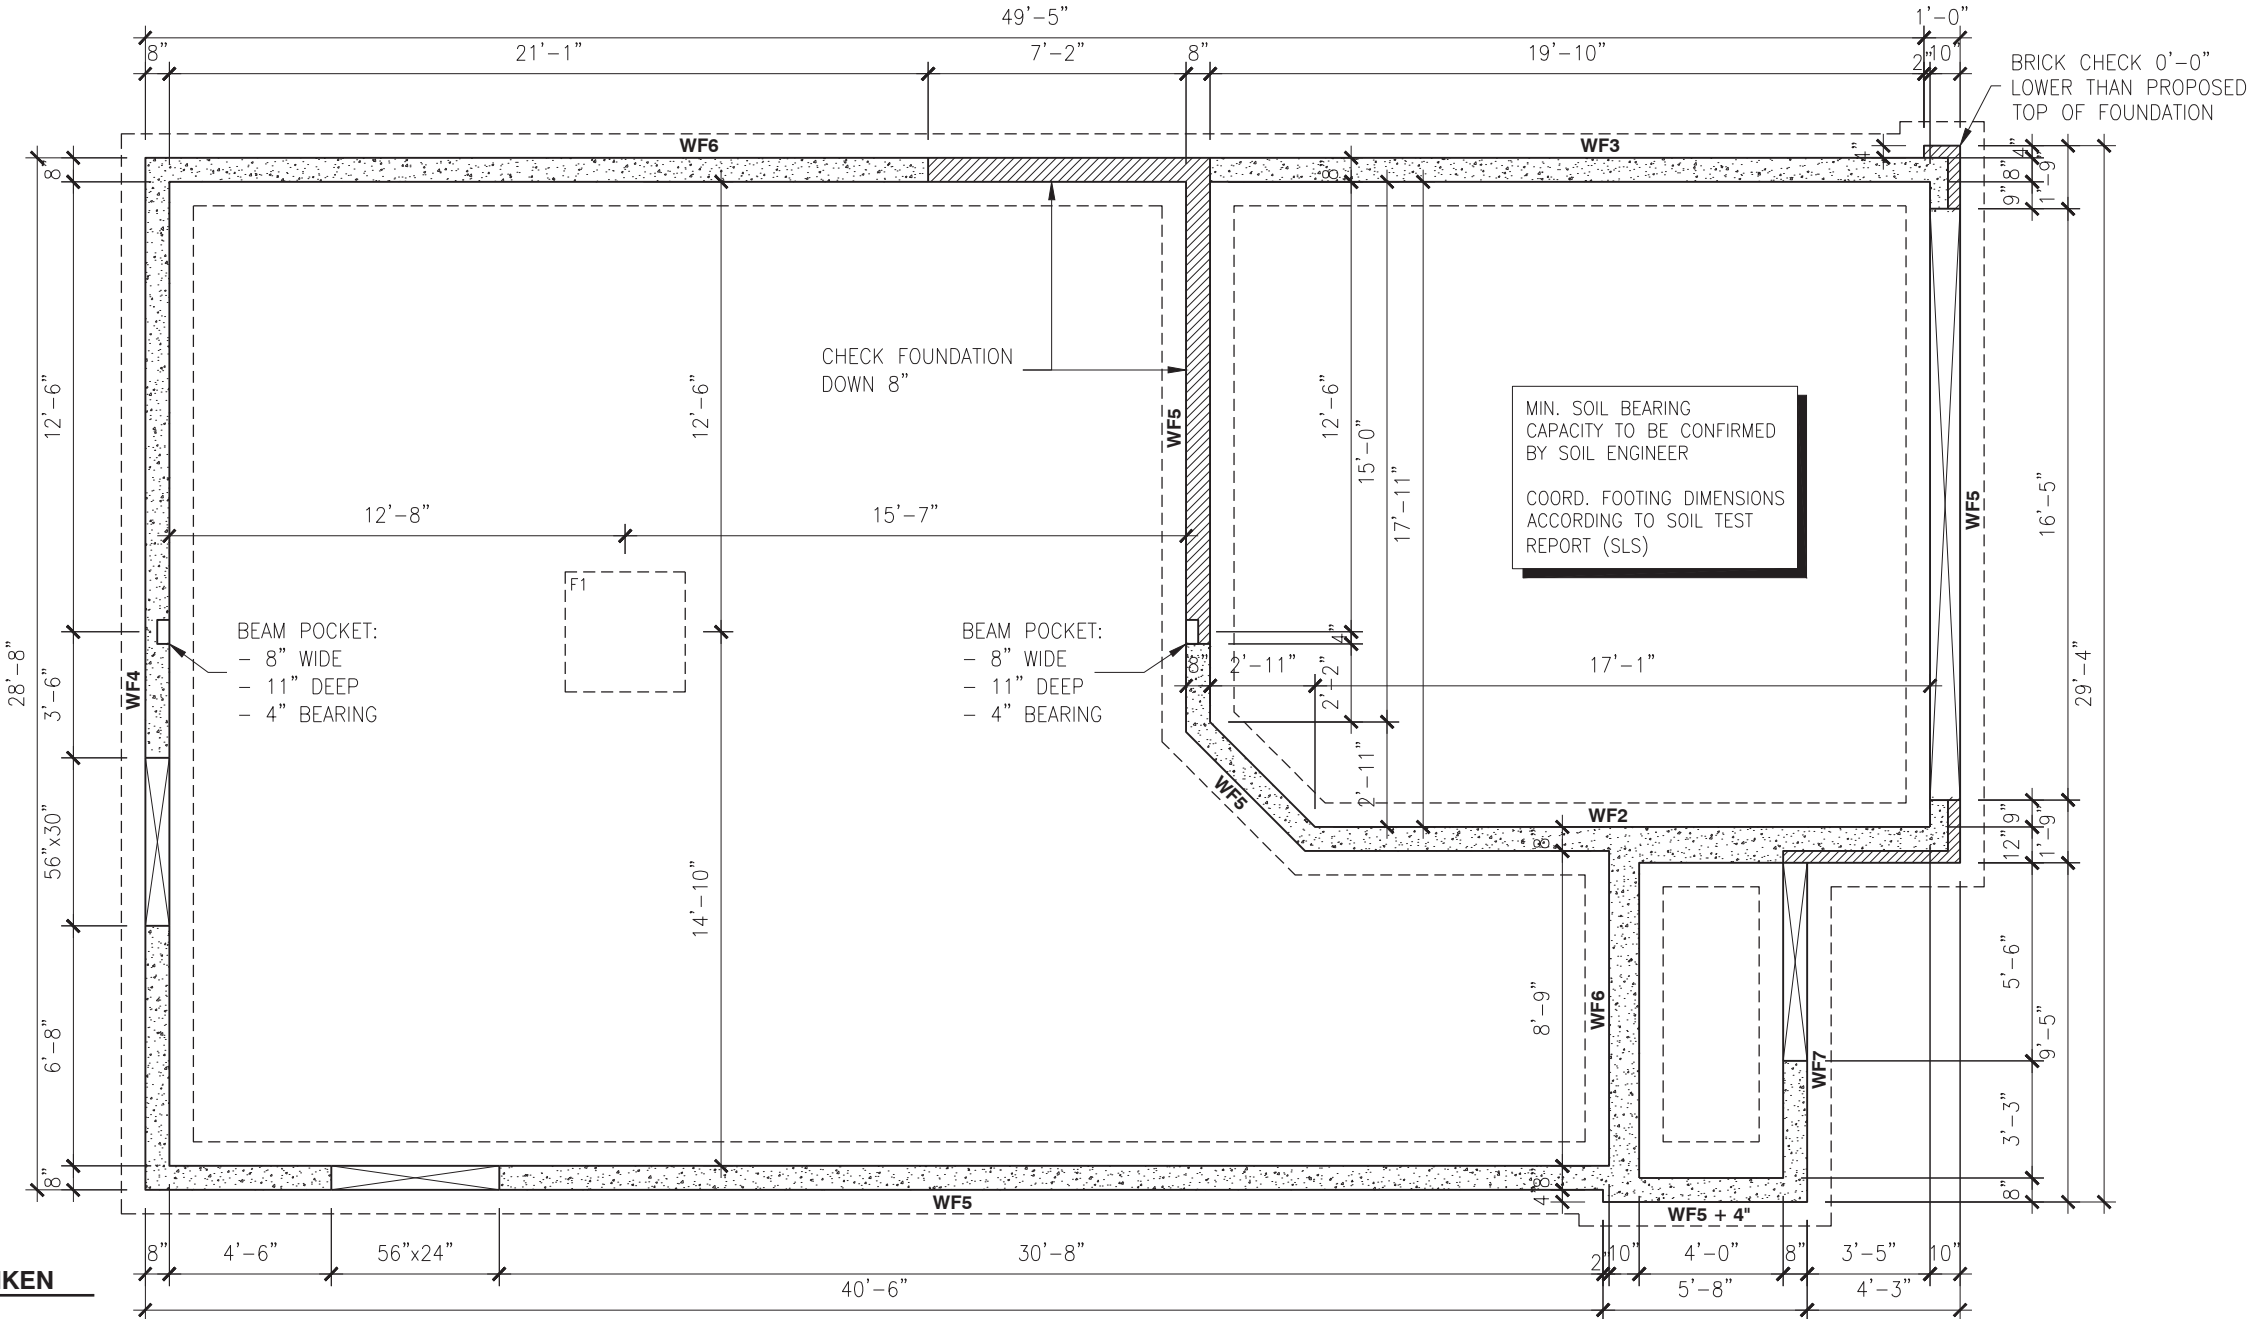 49'-5"
1'-0"
8"
21'-1"
7'-2"
8"
19'-10"
2"
10"
BRICK CHECK 0'-0"
LOWER THAN PROPOSED
TOP OF FOUNDATION
WF6
WF3
4"
4"
8"
8"
8"
9"
1'-9"
12'-6"
12'-6"
CHECK FOUNDATION
DOWN 8"
WF5
12'-6"
15'-0"
17'-11"
MIN. SOIL BEARING
CAPACITY TO BE CONFIRMED
BY SOIL ENGINEER
COORD. FOOTING DIMENSIONS
ACCORDING TO SOIL TEST
REPORT (SLS)
WF5
16'-5"
12'-8"
15'-7"
F1
28'-8"
3'-6"
WF4
BEAM POCKET:
- 8" WIDE
- 11" DEEP
- 4" BEARING
BEAM POCKET:
- 8" WIDE
- 11" DEEP
- 4" BEARING
4"
8"
2'-11"
2'-2"
17'-1"
29'-4"
2'-11"
WF5
WF2
56"x30"
14'-10"
8"
9"
12"
1'-9"
8'-9"
WF6
5'-6"
9'-5"
WF7
6'-8"
3'-3"
8"
8"
4"
8"
WF5
WF5 + 4"
8"
4'-6"
56"x24"
30'-8"
2"
10"
4'-0"
8"
3'-5"
10"
40'-6"
5'-8"
4'-3"
KEN